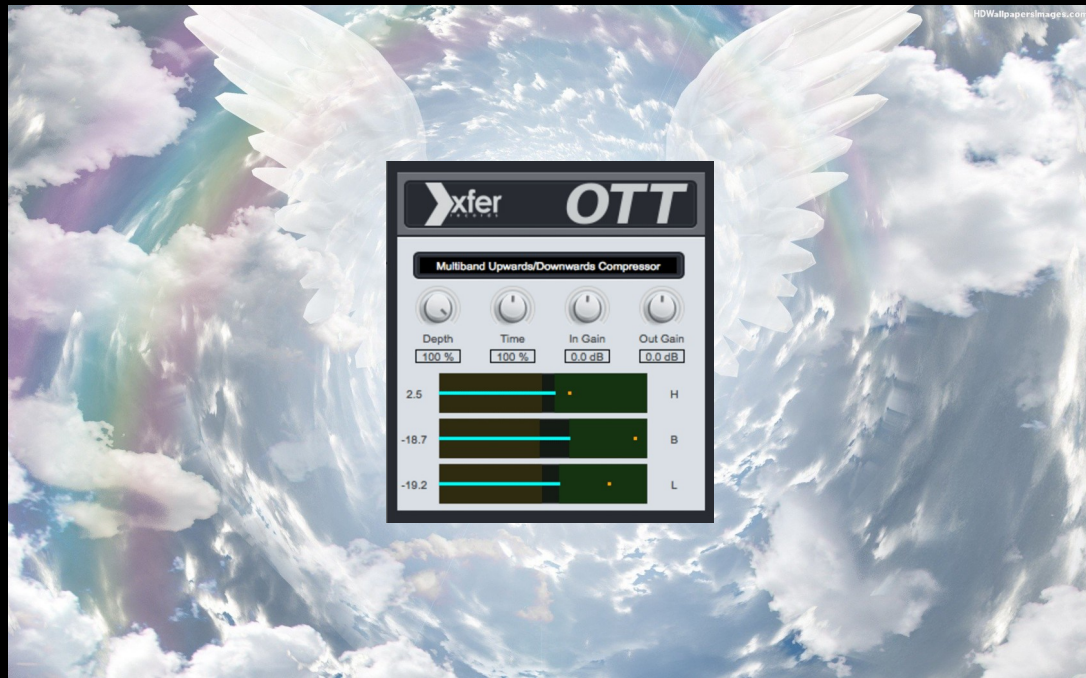 HDWallpapersImages.com
xfer
records
OTT
Multiband Upwards/Downwards Compressor
Depth
Time
In Gain
Out Gain
100 %
100 %
0.0 dB
0.0 dB
2.5
H
-18.7
B
-19.2
L